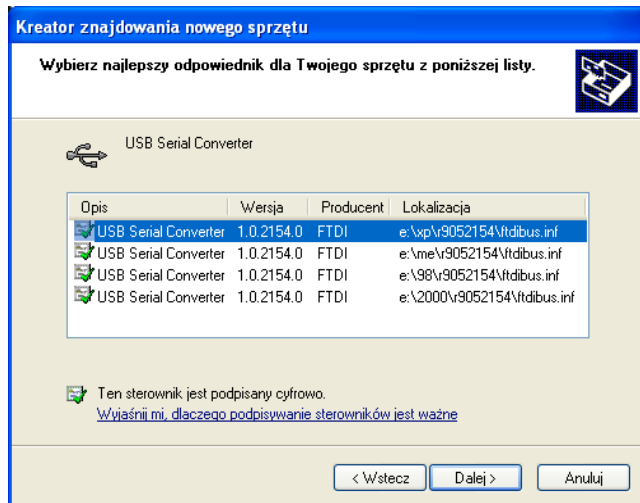 Kreator znajdowania nowego sprzętu
Wybierz najlepszy odpowiednik dla Twojego sprzętu z poniższej listy.
USB Serial Converter
Opis Wersja Producent Lokalizacja
USB Serial Converter 1.0.2154.0 FTDI e:\xp\r9052154\ftdibus.inf
USB Serial Converter 1.0.2154.0 FTDI e:\me\r9052154\ftdibus.inf
USB Serial Converter 1.0.2154.0 FTDI e:\98\r9052154\ftdibus.inf
USB Serial Converter 1.0.2154.0 FTDI e:\2000\r9052154\ftdibus.inf
Ten sterownik jest podpisany cyfrowo.
Wyjaśnij mi, dlaczego podpisywanie sterowników jest ważne
< Wstecz Dalej > Anuluj